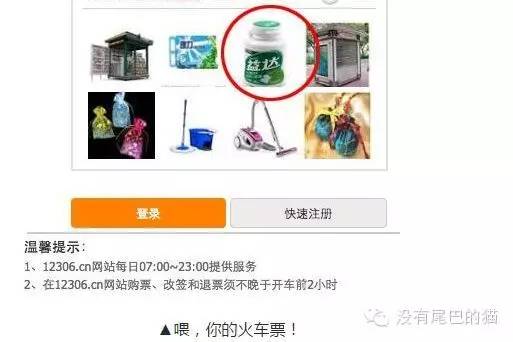 益达
登录
快速注册
温馨提示:
1、12306.cn网站每日07:00~23:00提供服务
2、在12306.cn网站购票、改签和退票须不晚于开车前2小时
没有尾巴的猫
▲喂，你的火车票！